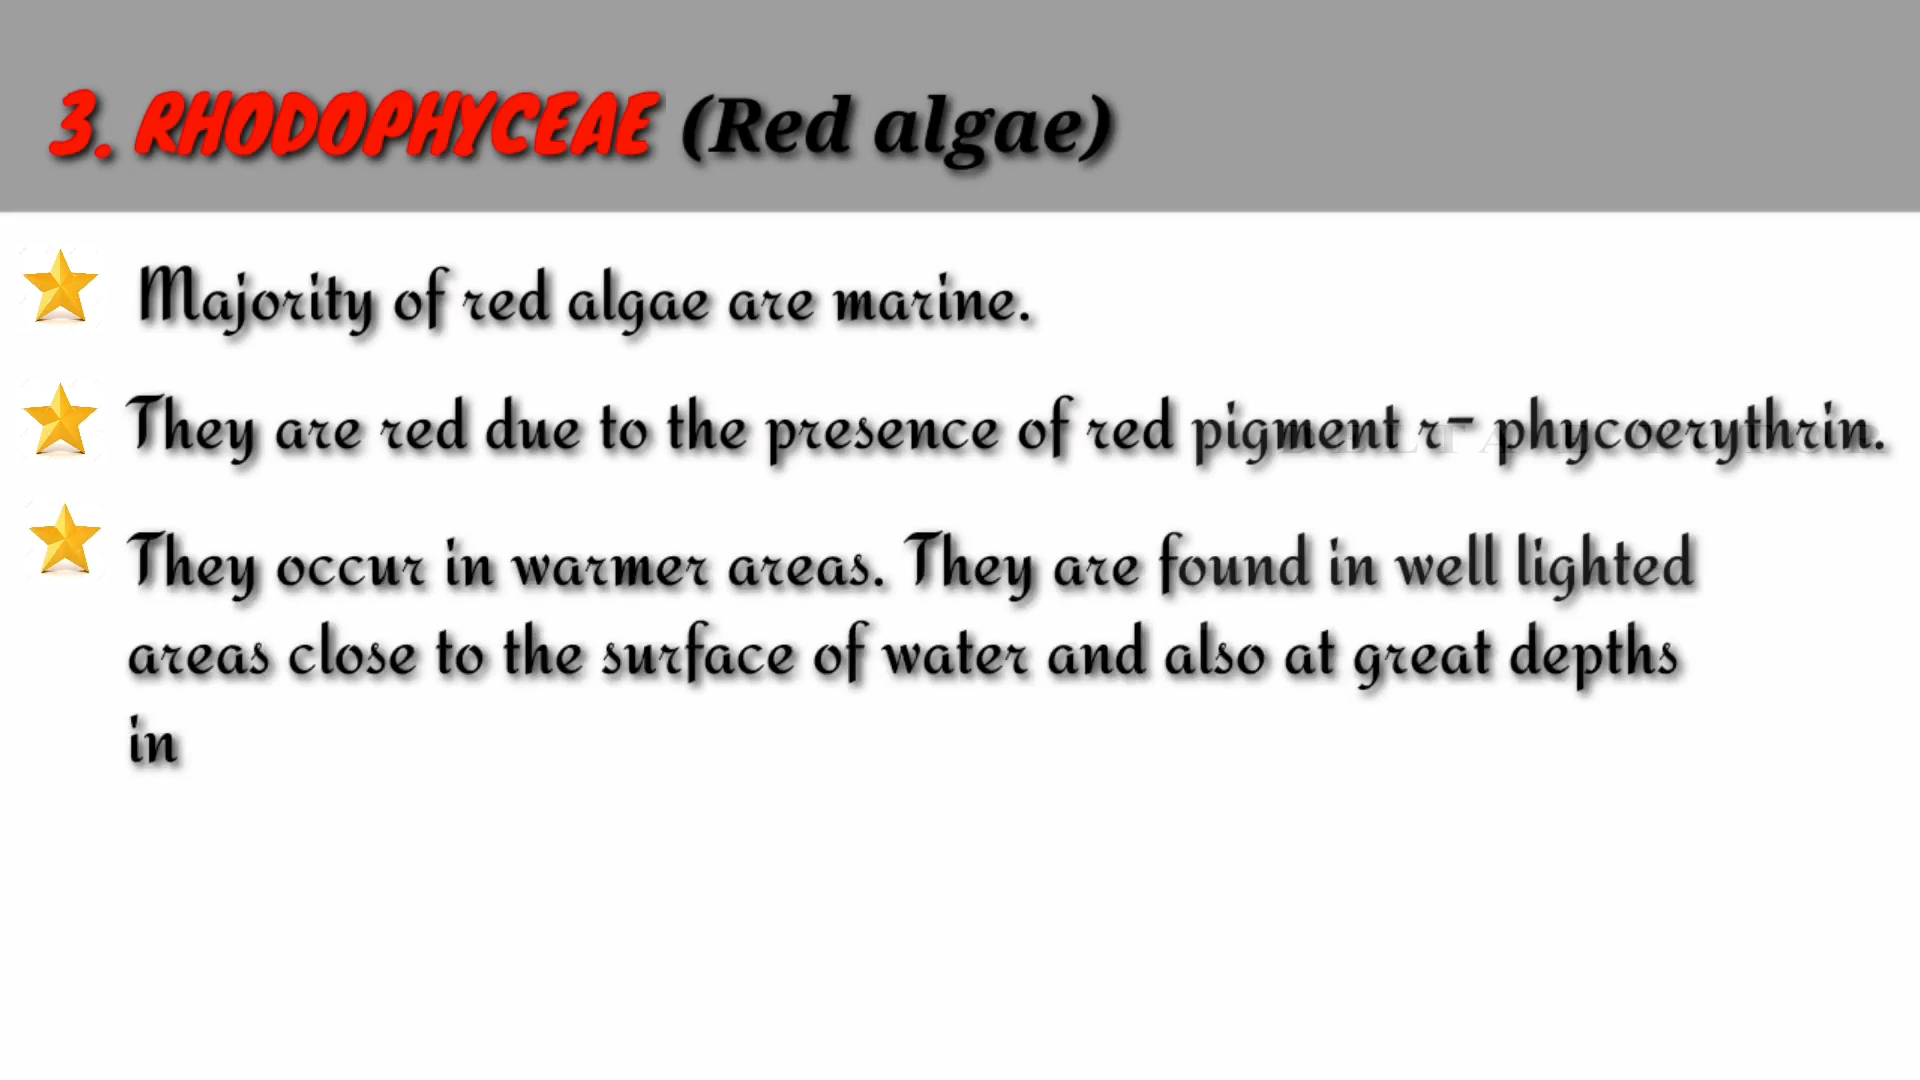 3. RHODOPHYCEAE (Red algae)
Majority of red algae are marine.
They are red due to the presence of red pigment r- phycoerythrin.
They occur in warmer areas. They are found in well lighted
areas close to the surface of water and also at great depths
in